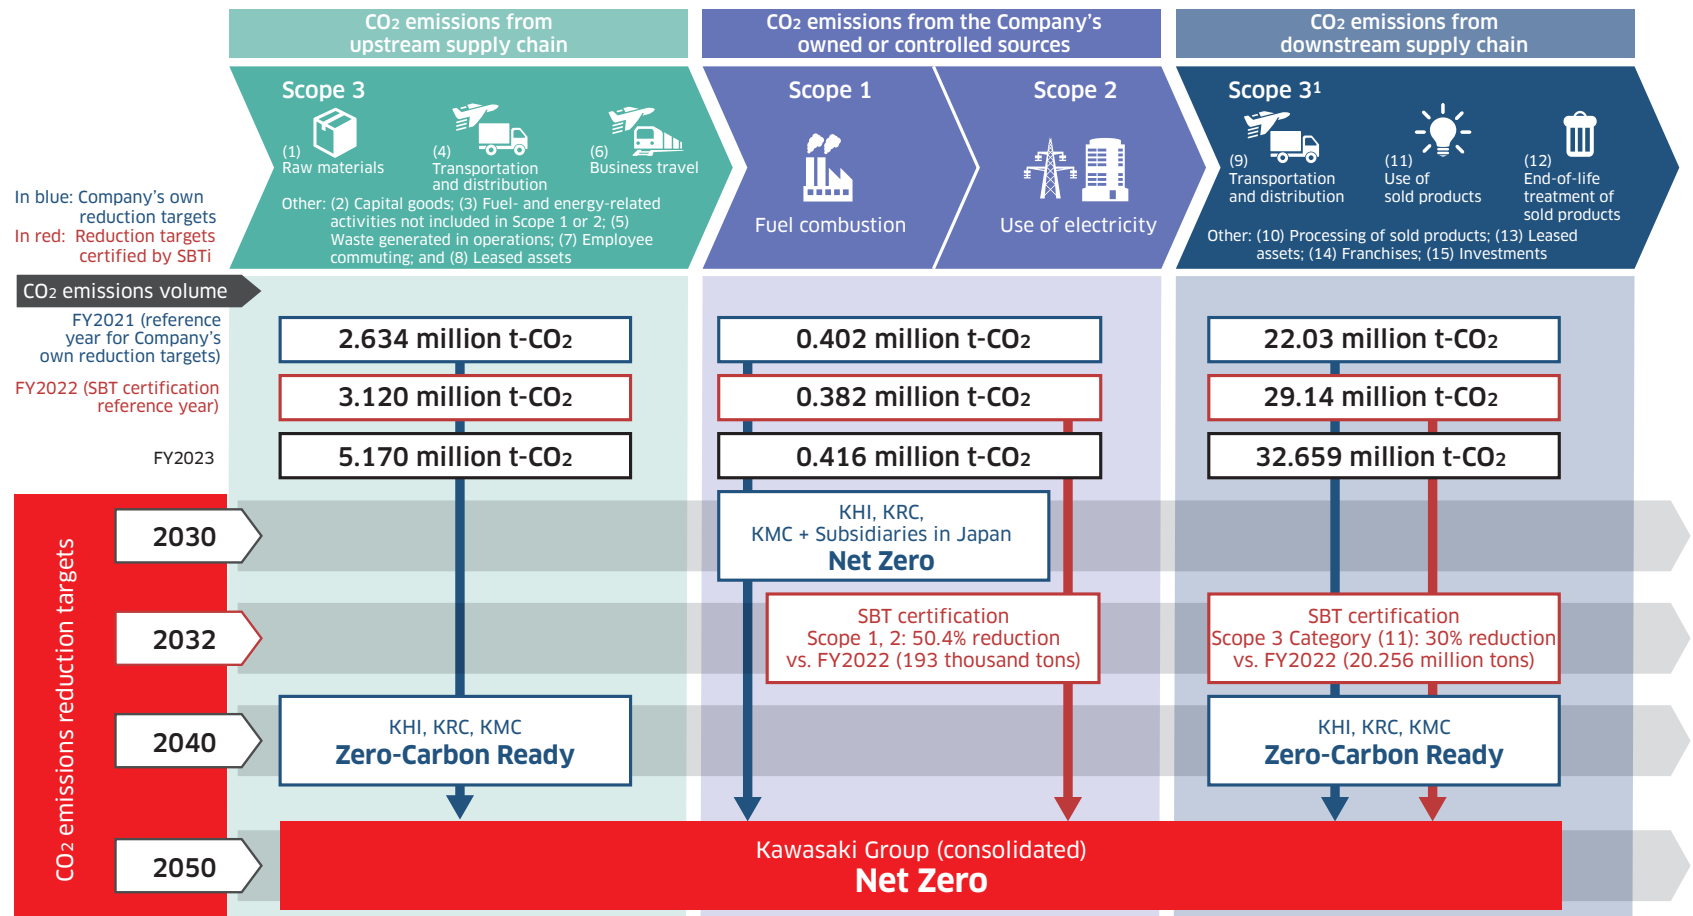 CO2 emissions from
upstream supply chain
CO2 emissions from the Company's
owned or controlled sources
CO2 emissions from
downstream supply chain
Scope 3
(1)
Raw materials
(4)
Transportation
and distribution
(6)
Business travel
Other: (2) Capital goods; (3) Fuel- and energy-related
activities not included in Scope 1 or 2; (5)
Waste generated in operations; (7) Employee
commuting; and (8) Leased assets
Scope 1
Fuel combustion
Scope 2
Use of electricity
Scope 3¹
(9)
Transportation
and distribution
(11)
Use of
sold products
(12)
End-of-life
treatment of
sold products
Other: (10) Processing of sold products; (13) Leased
assets; (14) Franchises; (15) Investments
In blue: Company's own
reduction targets
In red: Reduction targets
certified by SBTi
CO2 emissions volume
FY2021 (reference
year for Company's
own reduction targets)
2.634 million t-CO2
0.402 million t-CO2
22.03 million t-CO2
FY2022 (SBT certification
reference year)
3.120 million t-CO2
0.382 million t-CO2
29.14 million t-CO2
FY2023
5.170 million t-CO2
0.416 million t-CO2
32.659 million t-CO2
CO2 emissions reduction targets
2030
KHI, KRC,
KMC + Subsidiaries in Japan
Net Zero
2032
SBT certification
Scope 1, 2: 50.4% reduction
vs. FY2022 (193 thousand tons)
SBT certification
Scope 3 Category (11): 30% reduction
vs. FY2022 (20.256 million tons)
2040
KHI, KRC, KMC
Zero-Carbon Ready
KHI, KRC, KMC
Zero-Carbon Ready
2050
Kawasaki Group (consolidated)
Net Zero